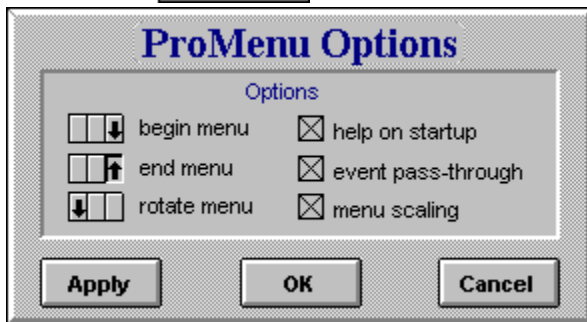 ProMenu Options
Options
begin menu
help on startup
end menu
event pass-through
rotate menu
menu scaling
Apply
OK
Cancel